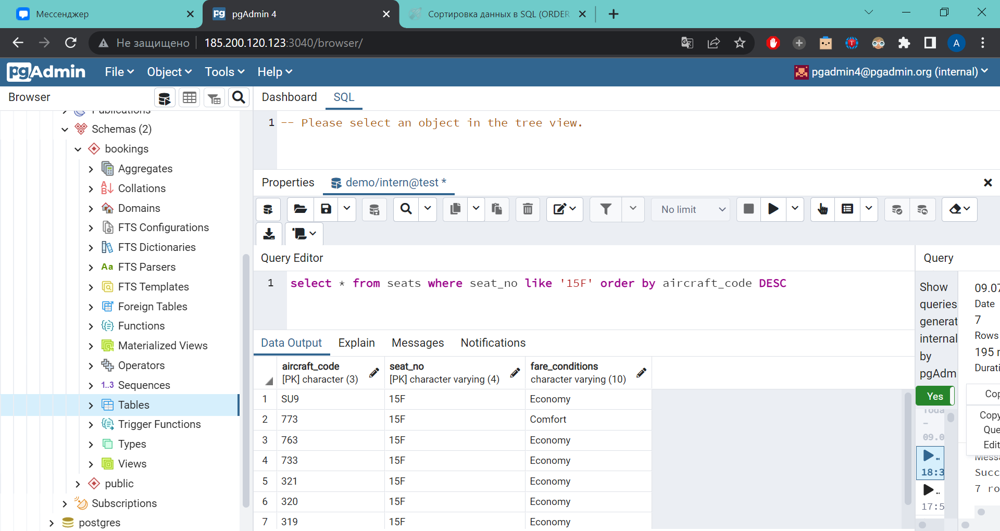 Мессенджер
pgAdmin 4
Сортировка данных в SQL (ORDER
Не защищено
185.200.120.123:3040/browser/
A
pgAdmin
File
Object
Tools
Help
pgadmin4@pgadmin.org (internal)
Browser
Dashboard
SQL
Publications
Schemas (2)
bookings
Aggregates
Collations
Domains
FTS Configurations
FTS Dictionaries
Aa FTS Parsers
FTS Templates
Foreign Tables
Functions
Materialized Views
Operators
1..3 Sequences
Tables
Trigger Functions
Types
Views
public
Subscriptions
postgres
1 -- Please select an object in the tree view.
Properties
demo/intern@test *
No limit
Query Editor
1 select * from seats where seat_no like '15F' order by aircraft_code DESC
Data Output
Explain
Messages
Notifications
aircraft_code
[PK] character (3)
seat_no
[PK] character varying (4)
fare_conditions
character varying (10)
1 SU9 15F Economy
2 773 15F Comfort
3 763 15F Economy
4 733 15F Economy
5 321 15F Economy
6 320 15F Economy
7 319 15F Economy
Query
Show
queries
generat
internal
by
pgAdm
Yes
Toda
-
09.0
18:3
17:5
09.07
Date
7
Rows
195 m
Durati
Cop
Copy
Que
Edit
Messa
Succ
7 ro